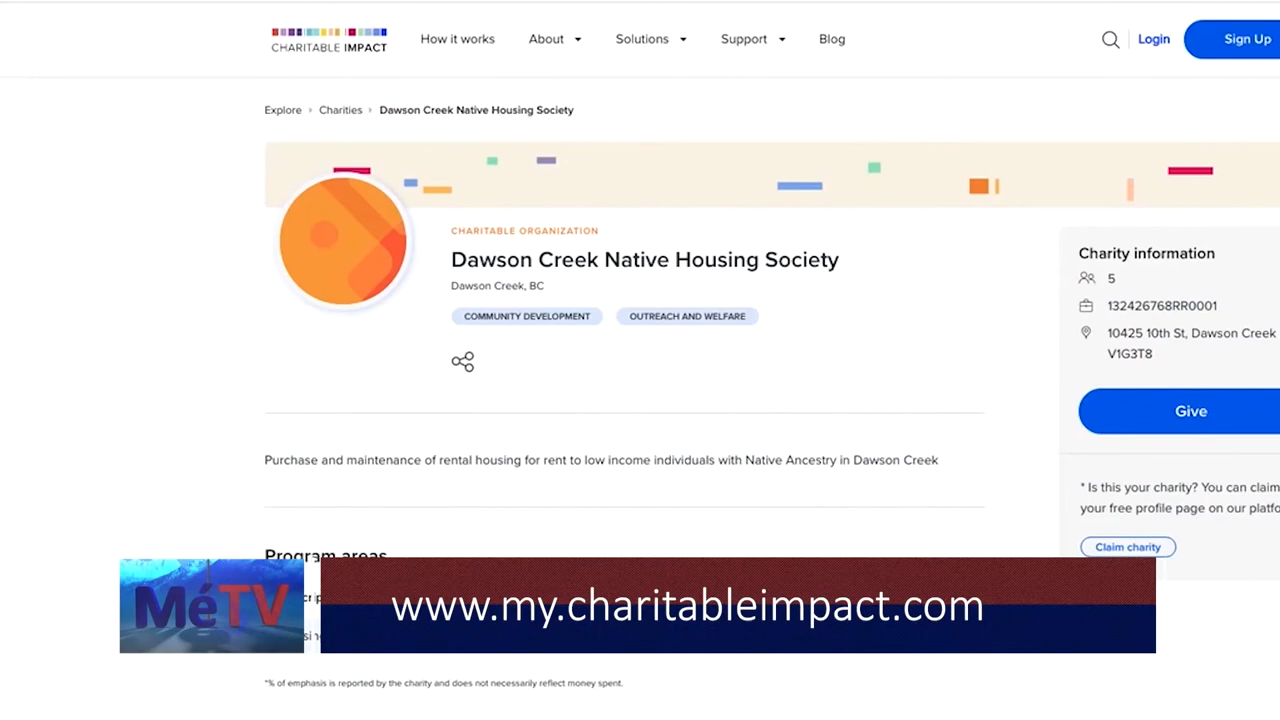 CHARITABLE IMPACT
How it works
About
Solutions
Support
Blog
Login
Sign Up
Explore › Charities › Dawson Creek Native Housing Society
CHARITABLE ORGANIZATION
Dawson Creek Native Housing Society
Dawson Creek, BC
COMMUNITY DEVELOPMENT
OUTREACH AND WELFARE
Charity information
5
132426768RR0001
10425 10th St, Dawson Creek
V1G3T8
Give
Purchase and maintenance of rental housing for rent to low income individuals with Native Ancestry in Dawson Creek
* Is this your charity? You can claim
your free profile page on our
Claim charity
Program areas
MéTV
www.my.charitableimpact.com
*% of emphasis is reported by the charity and does not necessarily reflect money spent.